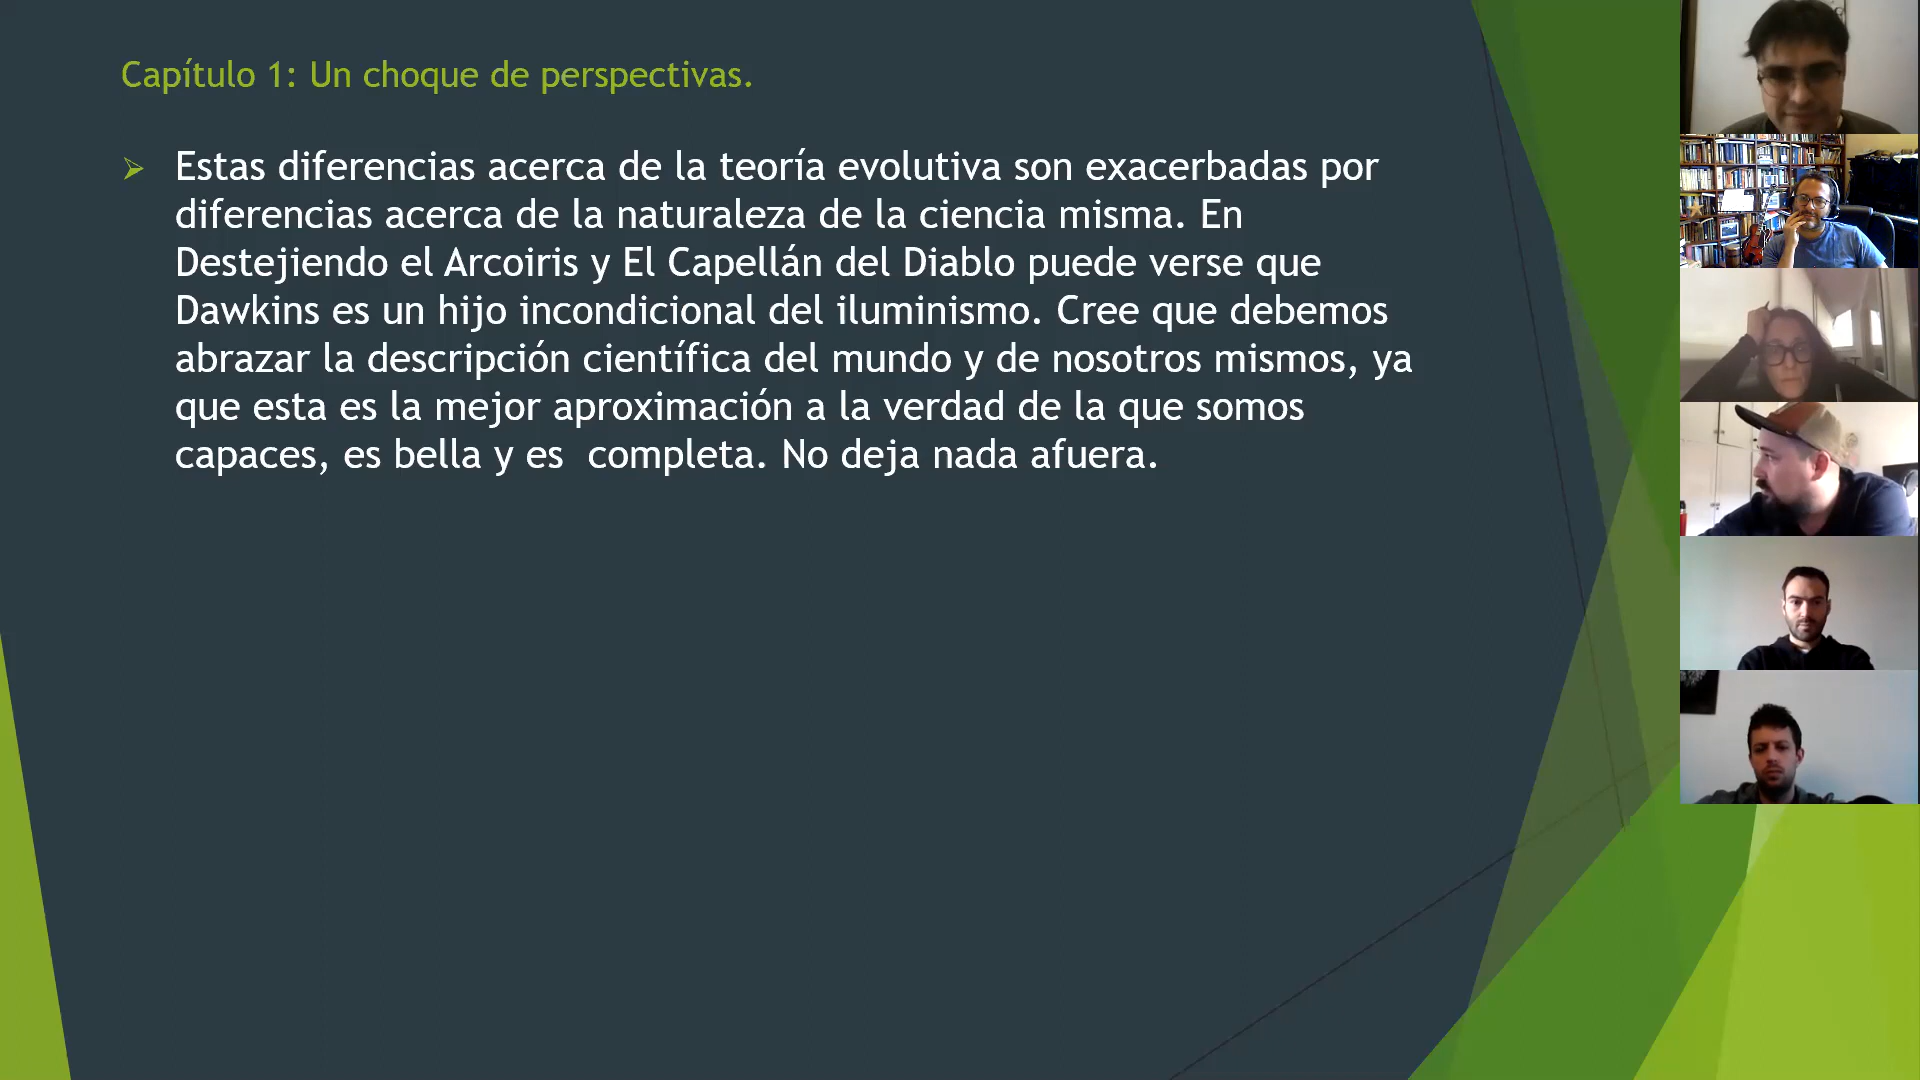 Capítulo 1: Un choque de perspectivas.
Estas diferencias acerca de la teoría evolutiva son exacerbadas por
diferencias acerca de la naturaleza de la ciencia misma. En
Destejiendo el Arcoiris y El Capellán del Diablo puede verse que
Dawkins es un hijo incondicional del iluminismo. Cree que debemos
abrazar la descripción científica del mundo y de nosotros mismos, ya
que esta es la mejor aproximación a la verdad de la que somos
capaces, es bella y es  completa. No deja nada afuera.